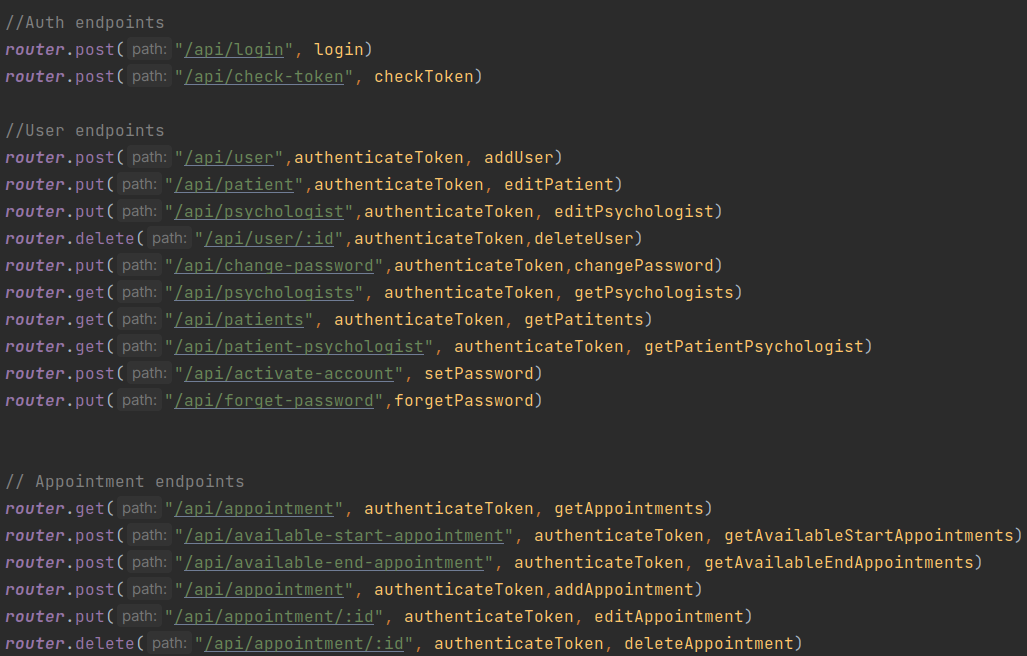 //Auth endpoints
router.post( path: "/api/login", login)
router.post( path: "/api/check-token", checkToken)
//User endpoints
router.post( path: "/api/user",authenticateToken, addUser)
router.put( path: "/api/patient",authenticateToken, editPatient)
router.put( path: "/api/psychologist",authenticateToken, editPsychologist)
router.delete( path: "/api/user/:id",authenticateToken,deleteUser)
router.put( path: "/api/change-password",authenticateToken,changePassword)
router.get( path: "/api/psychologists", authenticateToken, getPsychologists)
router.get( path: "/api/patients", authenticateToken, getPatitents)
router.get( path: "/api/patient-psychologist", authenticateToken, getPatientPsychologist)
router.post( path: "/api/activate-account", setPassword)
router.put( path: "/api/forget-password",forgetPassword)
// Appointment endpoints
router.get( path: "/api/appointment", authenticateToken, getAppointments)
router.post( path: "/api/available-start-appointment", authenticateToken, getAvailableStartAppointments)
router.post( path: "/api/available-end-appointment", authenticateToken, getAvailableEndAppointments)
router.post( path: "/api/appointment", authenticateToken,addAppointment)
router.put( path: "/api/appointment/:id", authenticateToken, editAppointment)
router.delete( path: "/api/appointment/:id", authenticateToken, deleteAppointment)